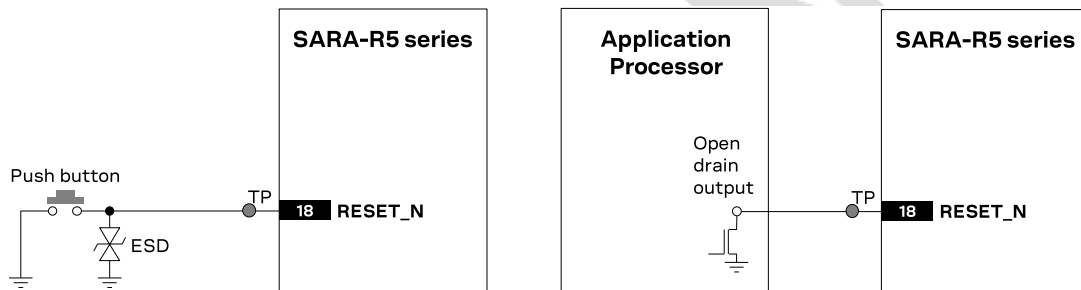 SARA-R5 series
Push button
ESD
TP
18 RESET_N
Application
Processor
Open
drain
output
SARA-R5 series
TP
18 RESET_N